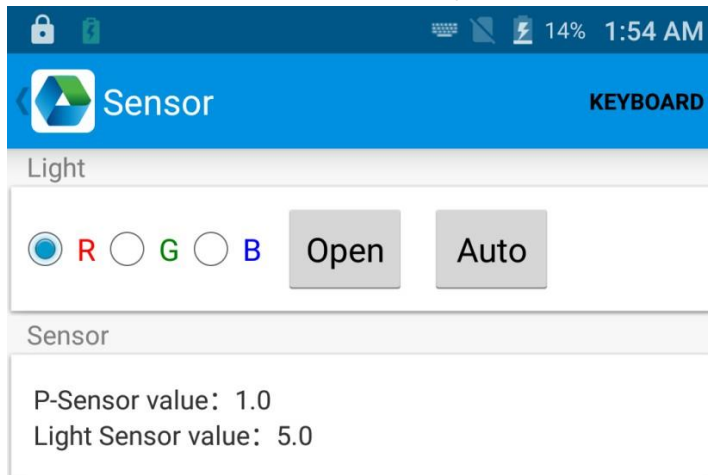 14% 1:54 AM
Sensor KEYBOARD
Light
R G B Open Auto
Sensor
P-Sensor value：1.0
Light Sensor value：5.0